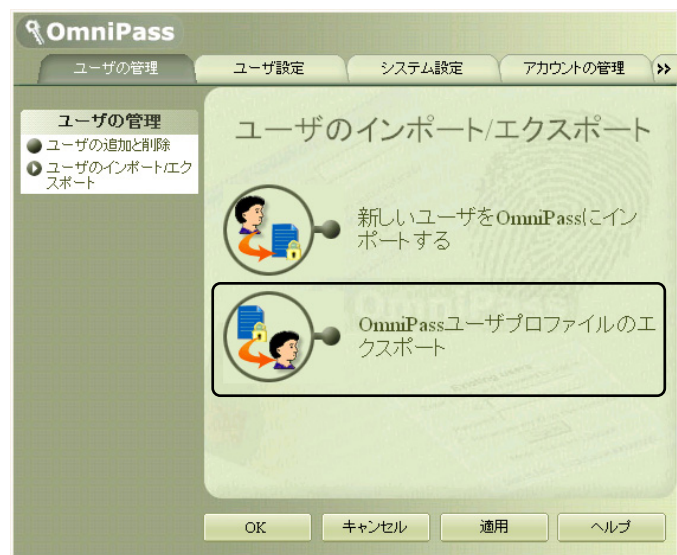 OmniPass
ユーザの管理
ユーザ設定
システム設定
アカウントの管理
ユーザの管理
ユーザの追加と削除
ユーザのインポート/エク
スポート
ユーザのインポート/エクスポート
新しいユーザをOmniPassにイン
ポートする
OmniPassユーザプロファイルのエ
クスポート
OK
キャンセル
適用
ヘルプ